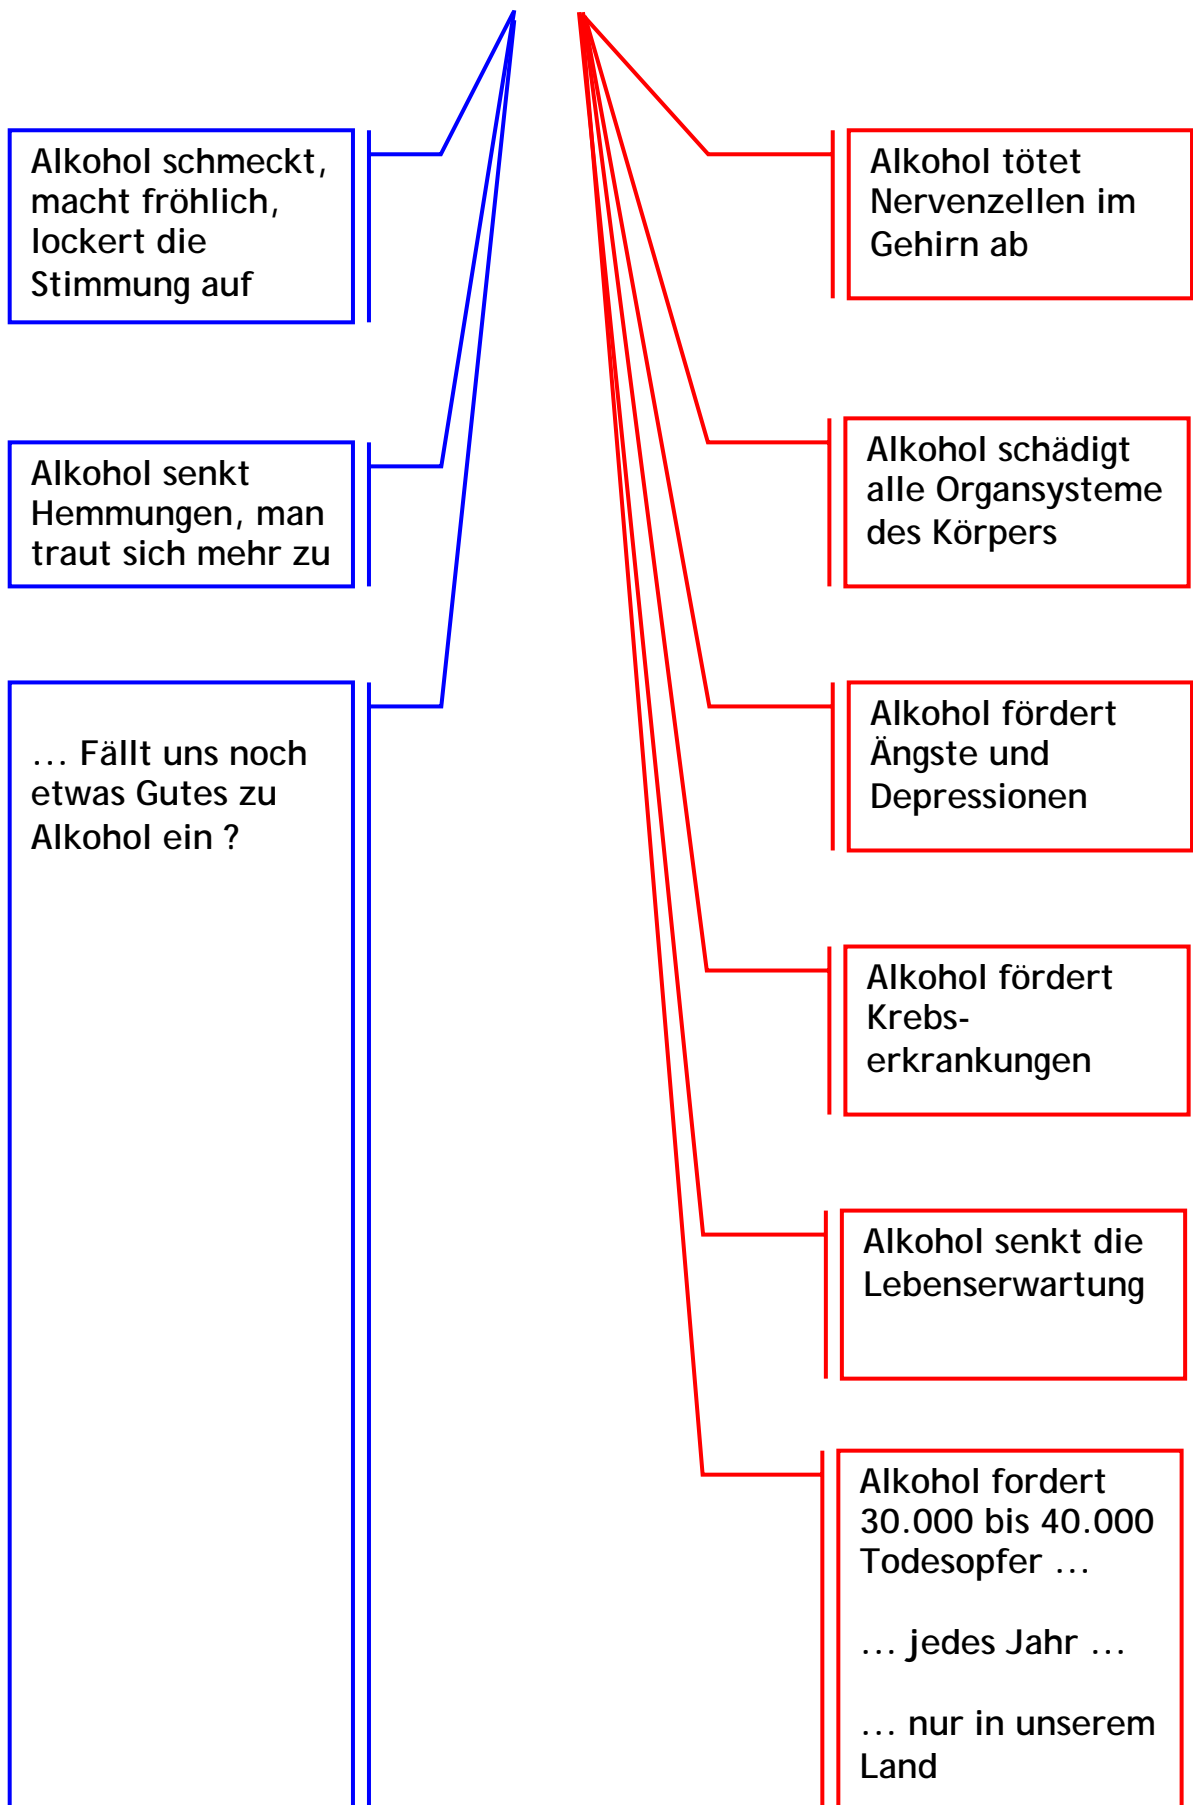 Alkohol schmeckt,
macht fröhlich,
lockert die
Stimmung auf
Alkohol senkt
Hemmungen, man
traut sich mehr zu
... Fällt uns noch
etwas Gutes zu
Alkohol ein ?
Alkohol tötet
Nervenzellen im
Gehirn ab
Alkohol schädigt
alle Organsysteme
des Körpers
Alkohol fördert
Ängste und
Depressionen
Alkohol fördert
Krebs-
erkrankungen
Alkohol senkt die
Lebenserwartung
Alkohol fordert
30.000 bis 40.000
Todesopfer ...
... jedes Jahr ...
... nur in unserem
Land